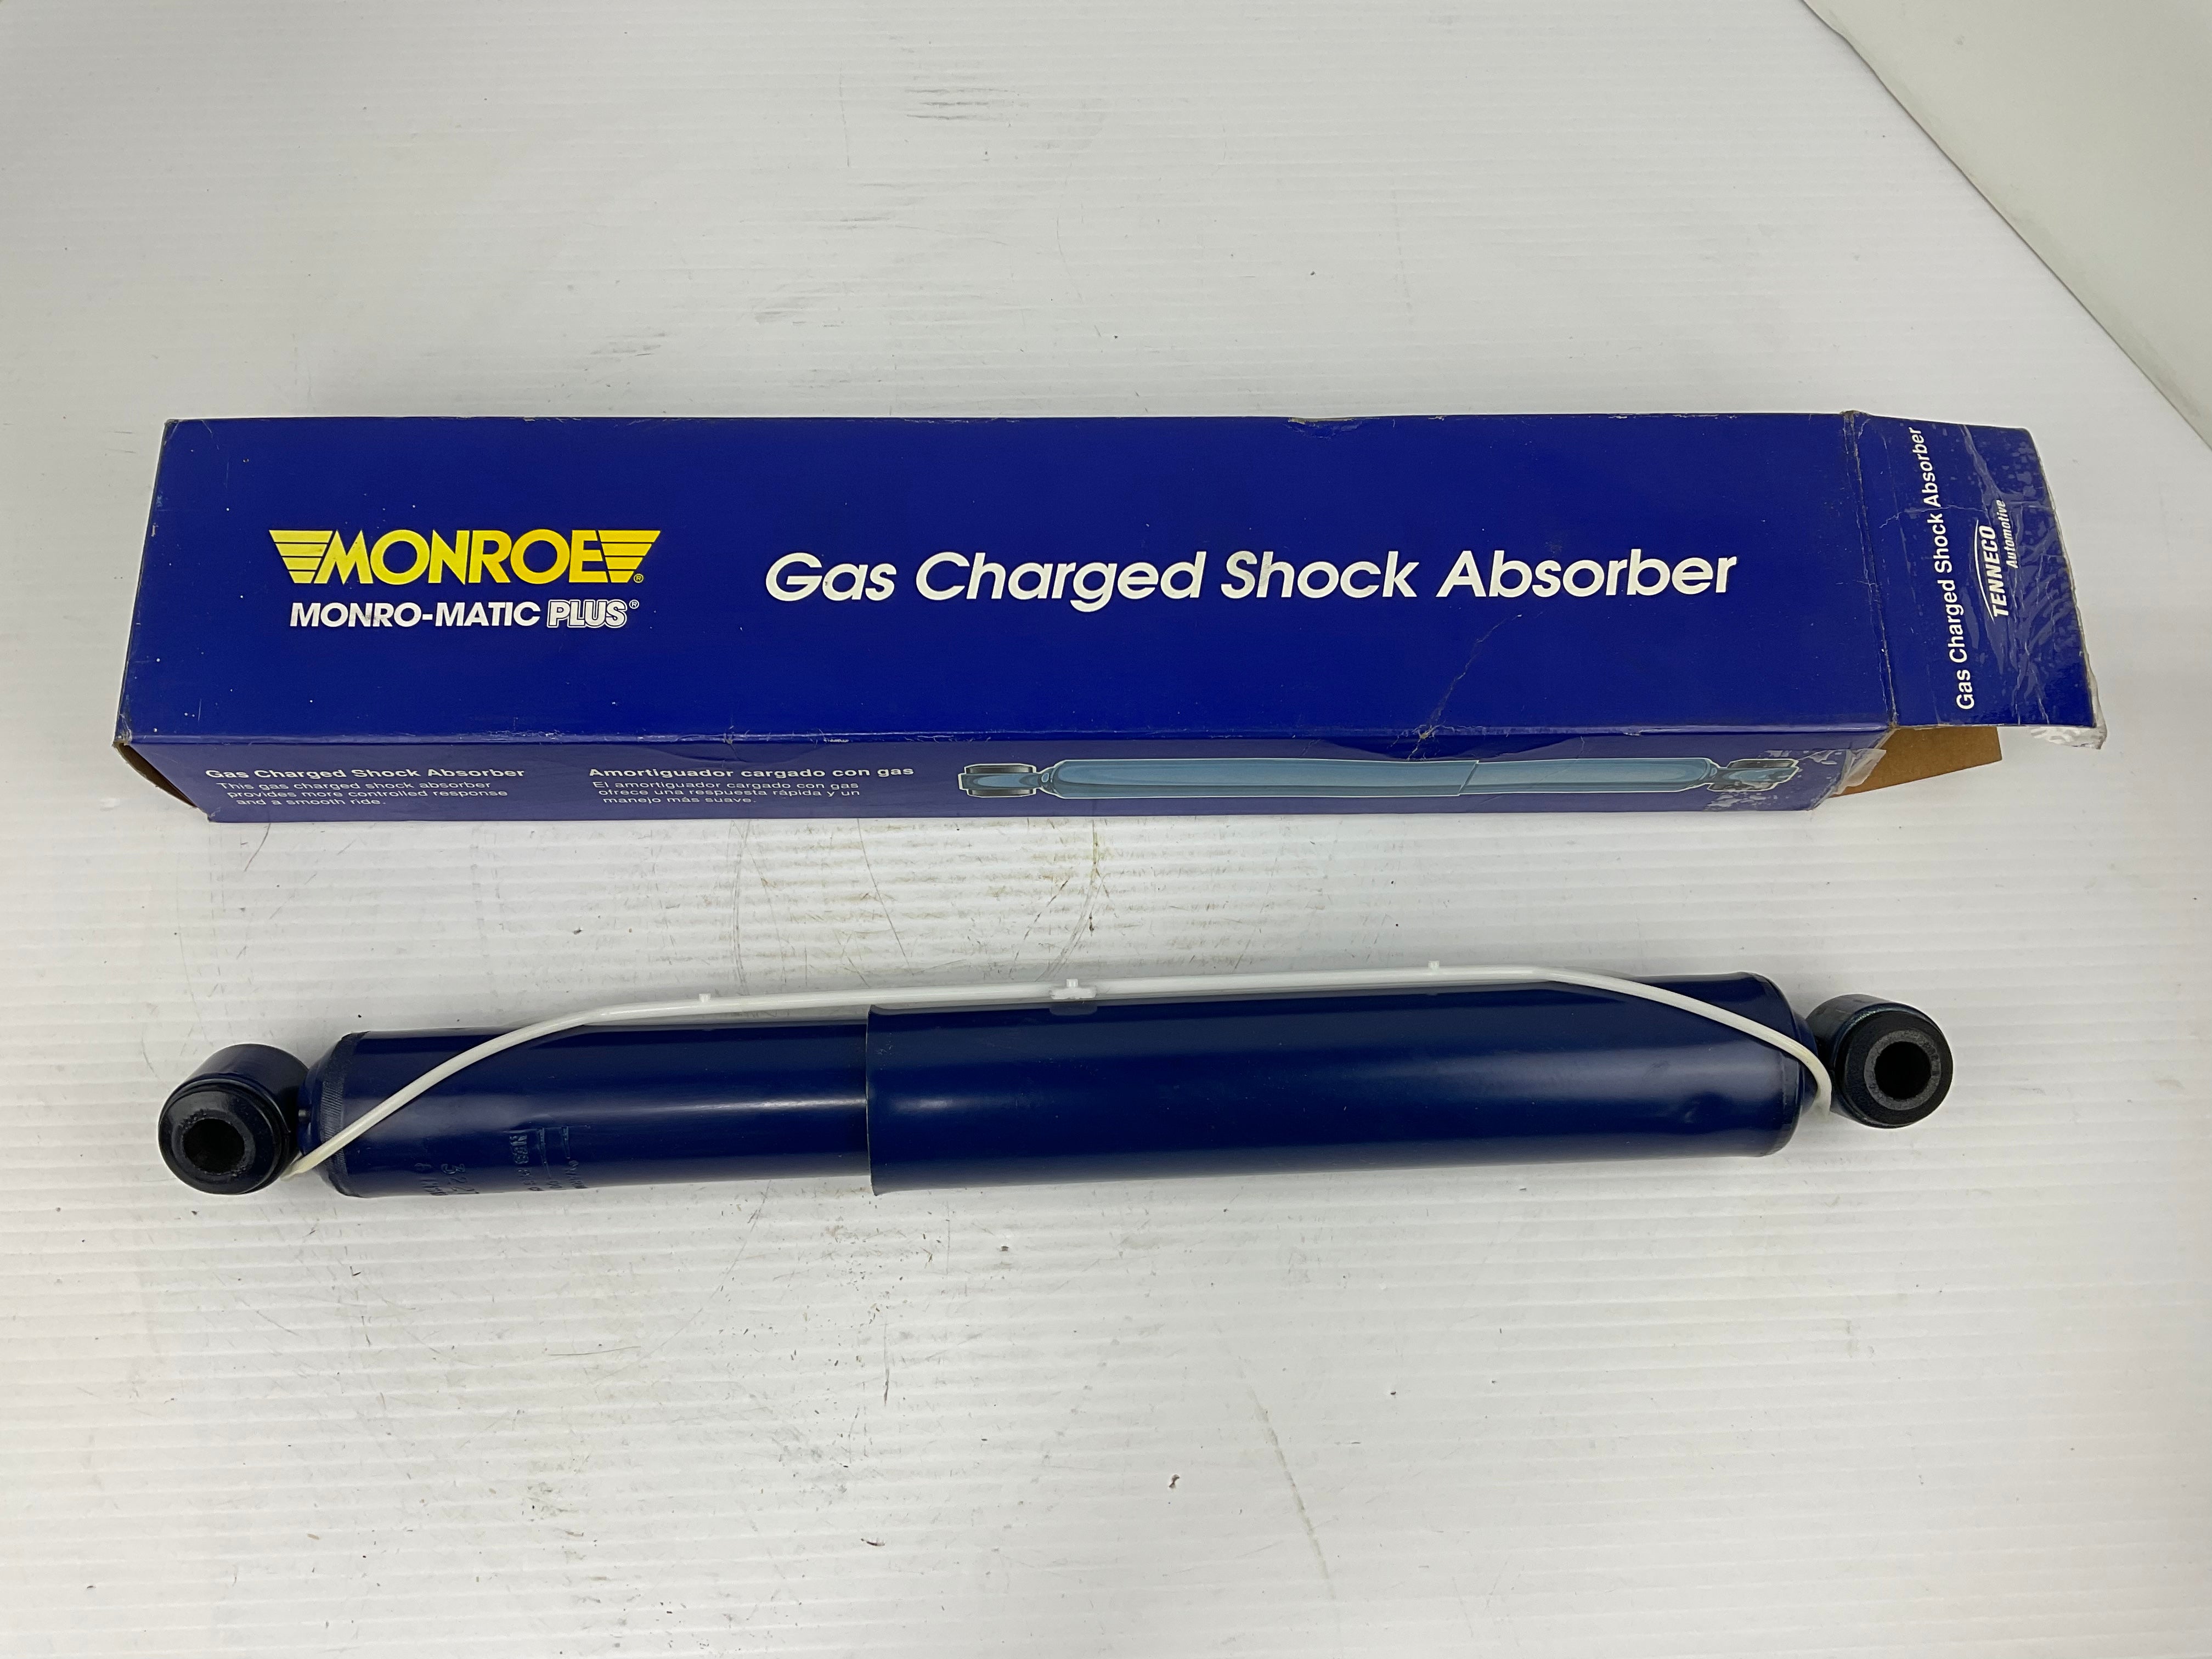 MONROE®
MONRO-MATIC PLUS®
Gas Charged Shock Absorber
Gas Charged Shock Absorber
TENNECO
Automotive
Gas Charged Shock Absorber
This gas charged shock absorber
provides more controlled response
and a smooth ride.
Amortiguador cargado con gas
El amortiguador cargado con gas
ofrece una respuesta rápida y un
manejo más suave.